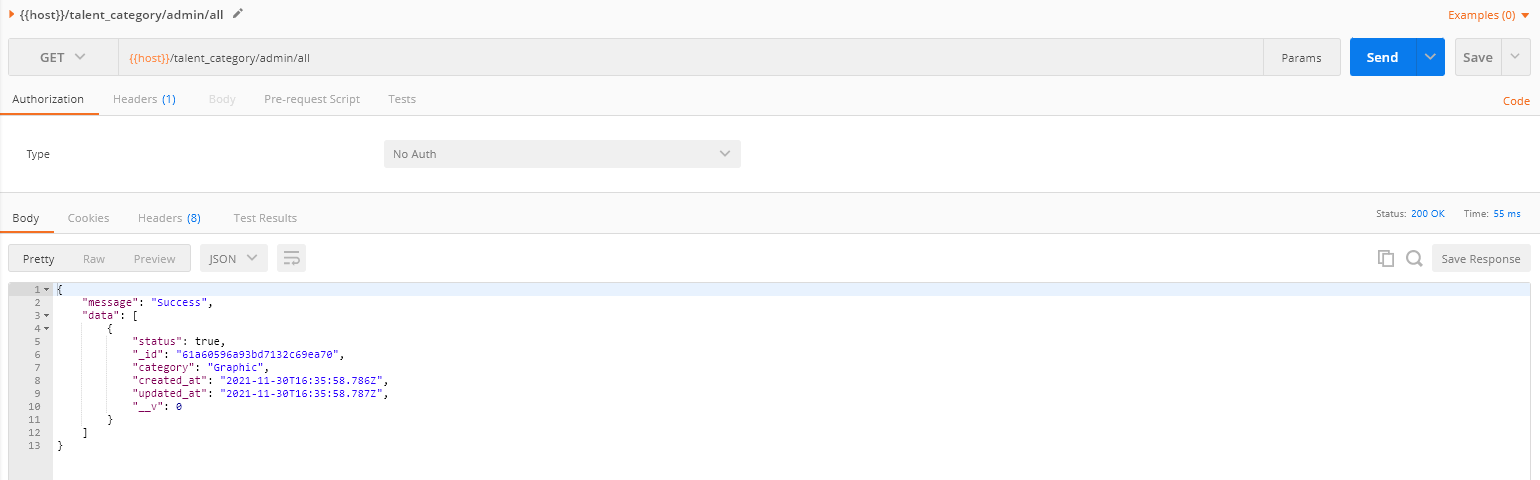 {{host}}/talent_category/admin/all
Examples (0)
GET {{host}}/talent_category/admin/all Params Send Save
Authorization Headers (1) Body Pre-request Script Tests Code
Type No Auth
Body Cookies Headers (8) Test Results Status: 200 OK Time: 55 ms
Pretty Raw Preview JSON Save Response
1 {
2 "message": "Success",
3 "data": [
4 {
5 "status": true,
6 "_id": "61a60596a93bd7132c69ea70",
7 "category": "Graphic",
8 "created_at": "2021-11-30T16:35:58.786Z",
9 "updated_at": "2021-11-30T16:35:58.787Z",
10 "__v": 0
11 }
12 ]
13 }